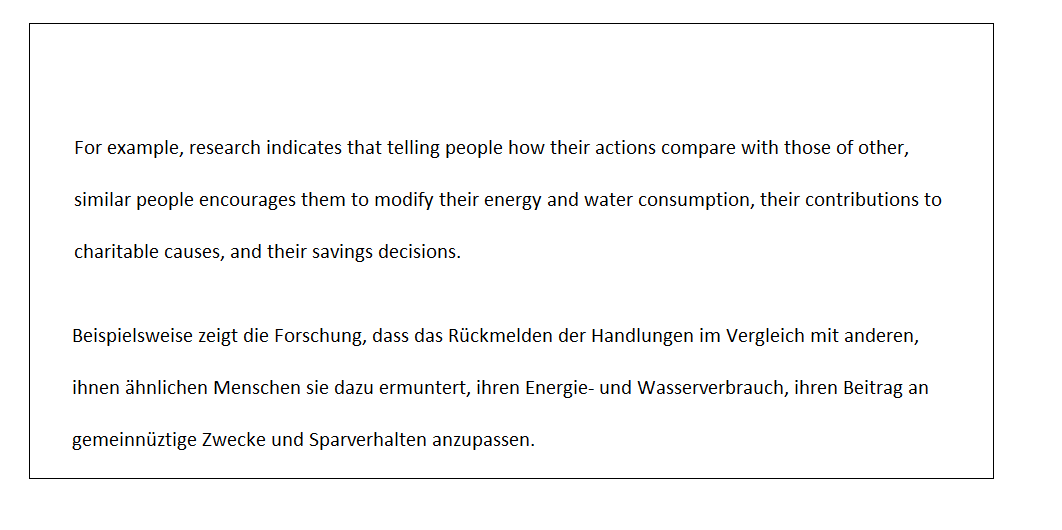 For example, research indicates that telling people how their actions compare with those of other,
similar people encourages them to modify their energy and water consumption, their contributions to
charitable causes, and their savings decisions.
Beispielsweise zeigt die Forschung, dass das Rückmelden der Handlungen im Vergleich mit anderen,
ihnen ähnlichen Menschen sie dazu ermuntert, ihren Energie- und Wasserverbrauch, ihren Beitrag an
gemeinnüztige Zwecke und Sparverhalten anzupassen.